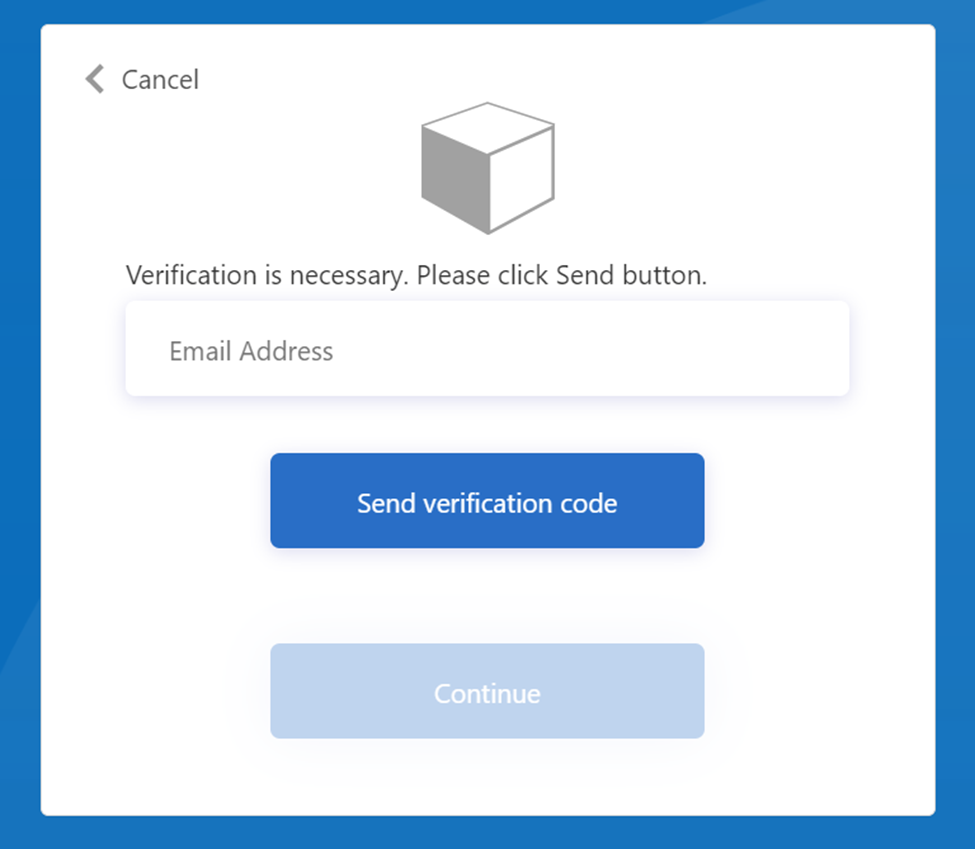 Cancel
Verification is necessary. Please click Send button.
Email Address
Send verification code
Continue